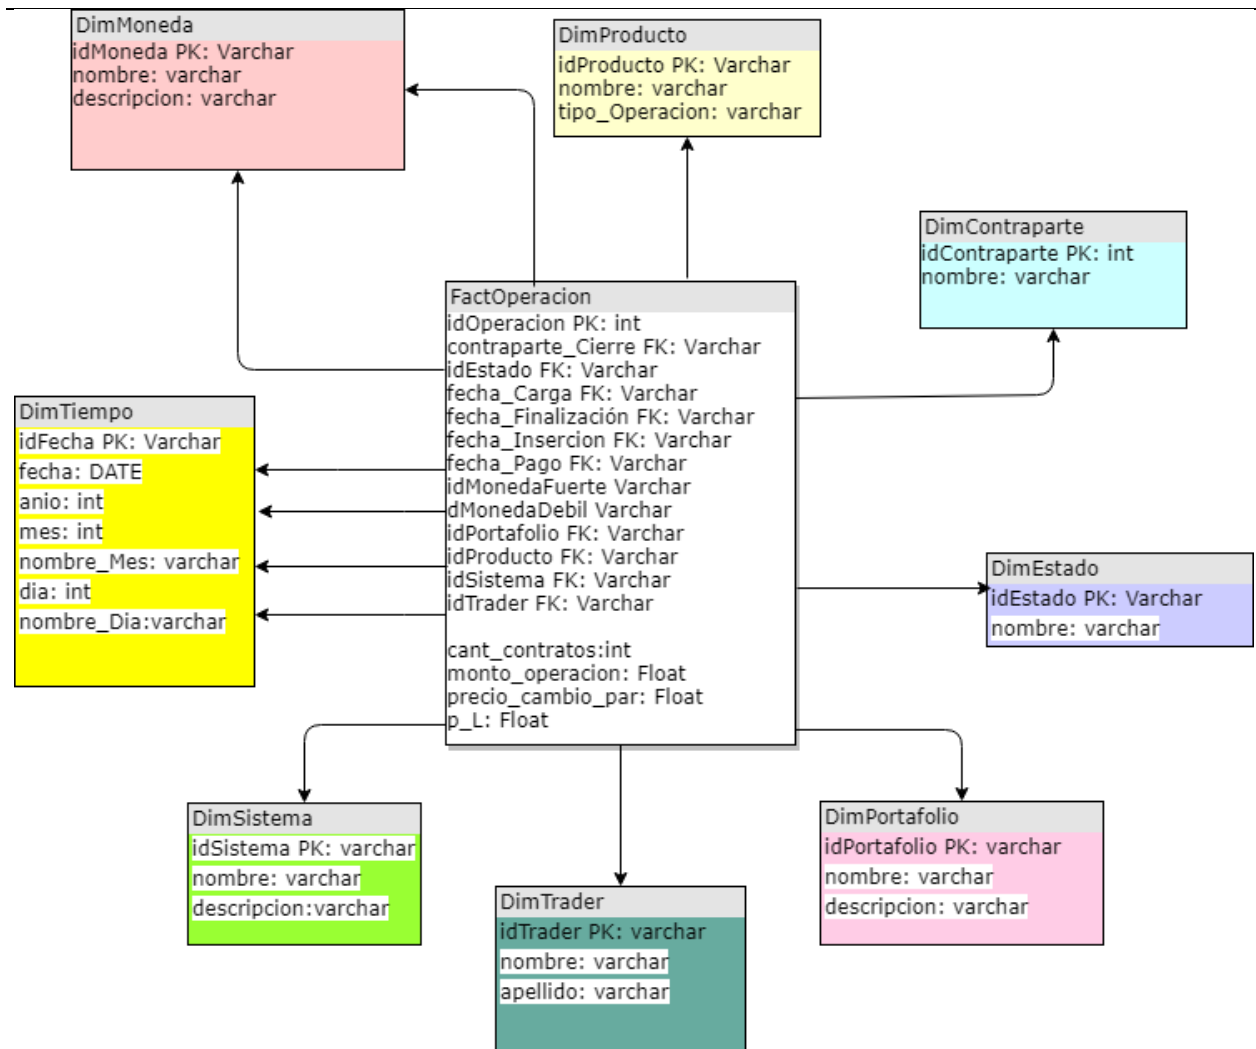 DimMoneda
idMoneda PK: Varchar
nombre: varchar
descripcion: varchar
DimProducto
idProducto PK: Varchar
nombre: varchar
tipo_Operacion: varchar
DimContraparte
idContraparte PK: int
nombre: varchar
FactOperacion
idOperacion PK: int
contraparte_Cierre FK: Varchar
idEstado FK: Varchar
fecha_Carga FK: Varchar
fecha_Finalización FK: Varchar
fecha_Insercion FK: Varchar
fecha_Pago FK: Varchar
idMonedaFuerte Varchar
dMonedaDebil Varchar
idPortafolio FK: Varchar
idProducto FK: Varchar
idSistema FK: Varchar
idTrader FK: Varchar
cant_contratos:int
monto_operacion: Float
precio_cambio_par: Float
p_L: Float
DimTiempo
idFecha PK: Varchar
fecha: DATE
anio: int
mes: int
nombre_Mes: varchar
dia: int
nombre_Dia:varchar
DimEstado
idEstado PK: Varchar
nombre: varchar
DimSistema
idSistema PK: varchar
nombre: varchar
descripcion:varchar
DimTrader
idTrader PK: varchar
nombre: varchar
apellido: varchar
DimPortafolio
idPortafolio PK: varchar
nombre: varchar
descripcion: varchar